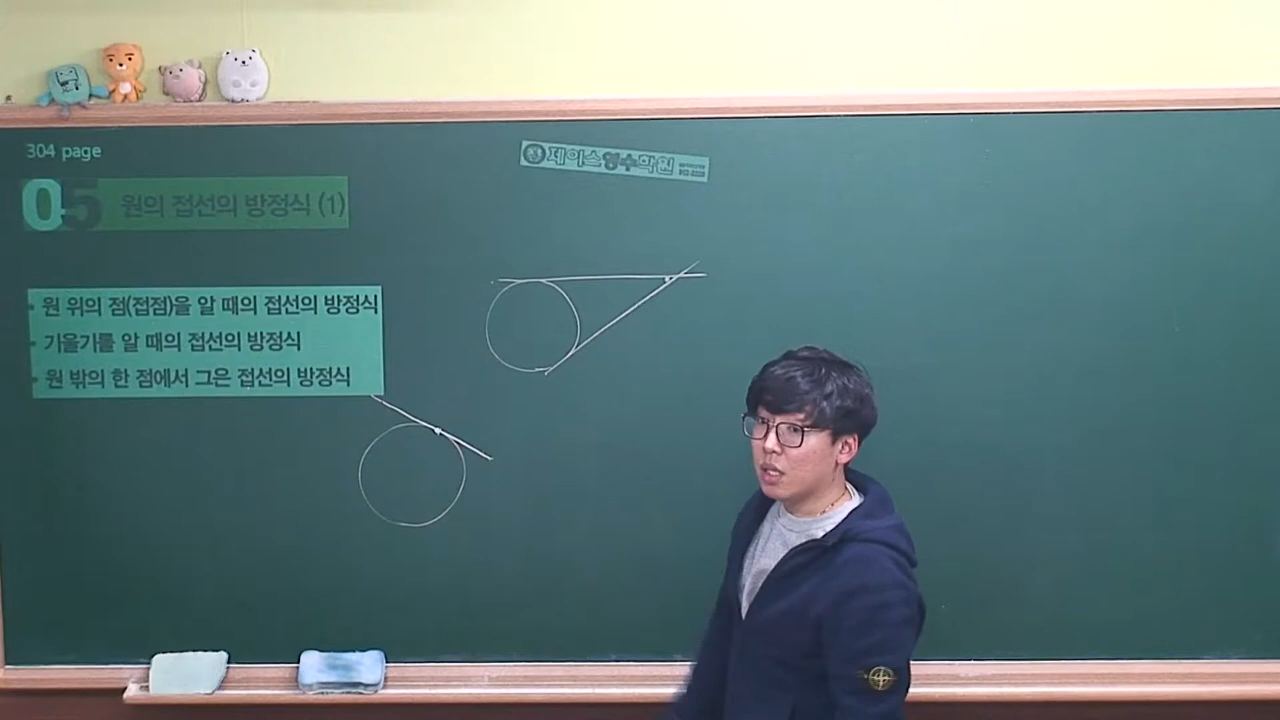 304 page
제이스영수학원
05 원의 접선의 방정식 (1)
• 원 위의 점(접점)을 알 때의 접선의 방정식
• 기울기를 알 때의 접선의 방정식
• 원 밖의 한 점에서 그은 접선의 방정식